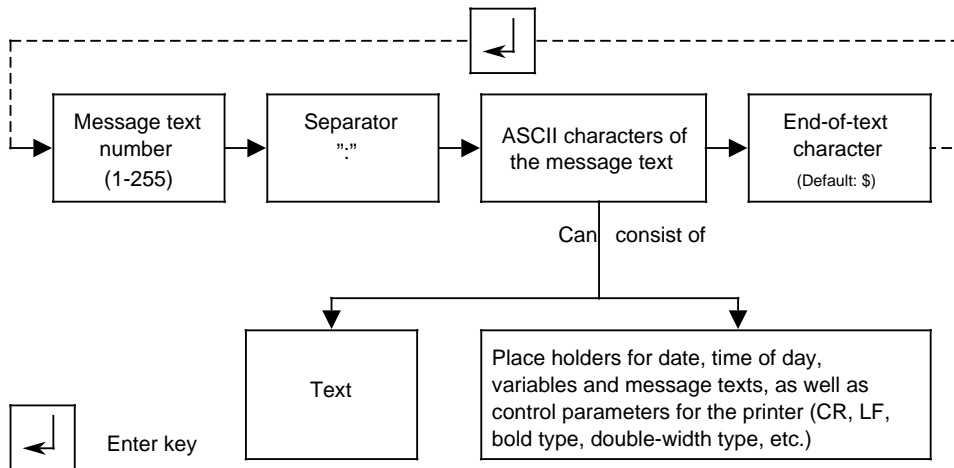 Message text
number
(1-255)
Separator
":"
ASCII characters of
the message text
End-of-text
character
(Default: $)
Can consist of
Text
Place holders for date, time of day,
variables and message texts, as well as
control parameters for the printer (CR, LF,
bold type, double-width type, etc.)
Enter key